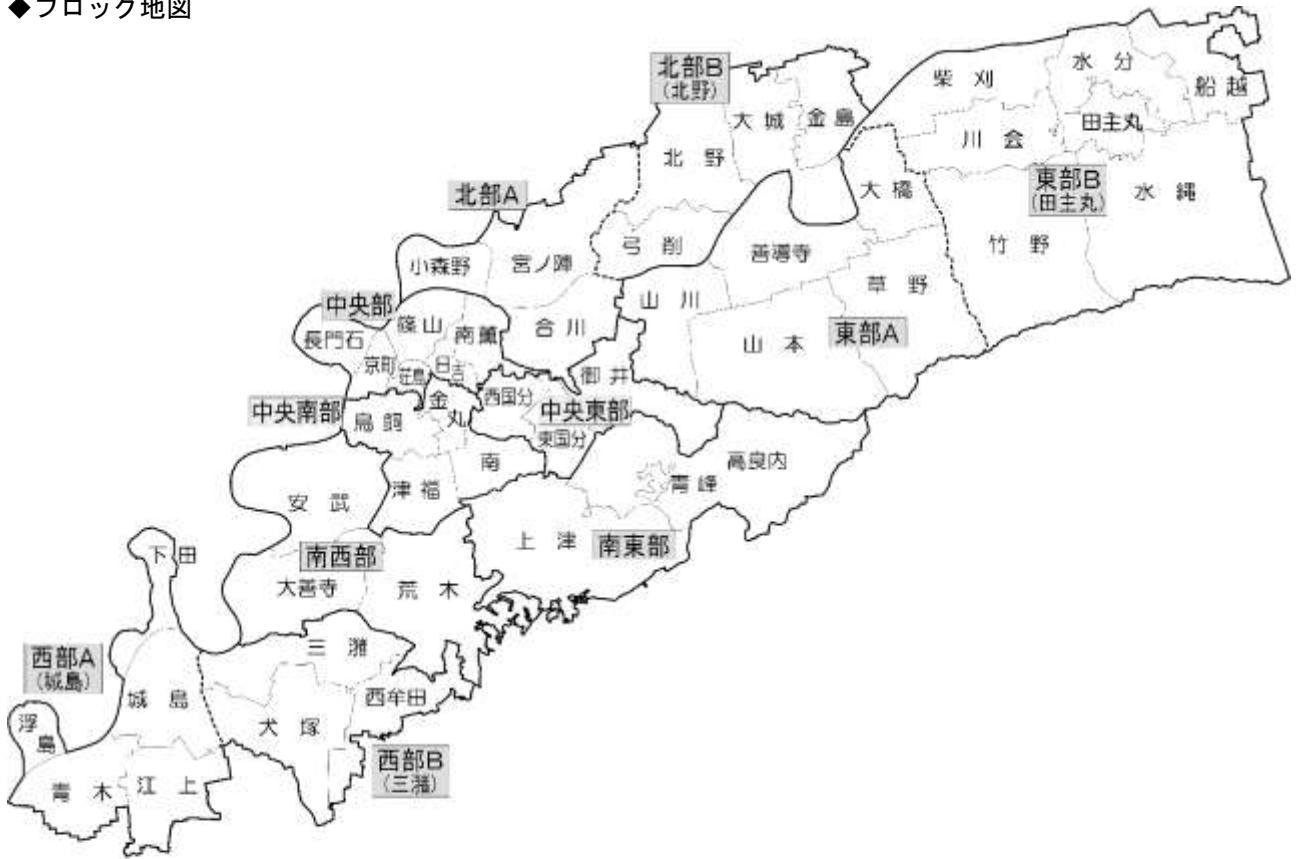 ◆ブロック地図
北部B
(北野)
水分
柴刈
船越
大城
金島
田主丸
川会
北野
東部B
(田主丸)
水縄
大橋
北部A
弓削
善導寺
竹野
小森野
宮ノ陣
草野
山川
中央部
篠山
南薫
合川
長門石
山本
東部A
京町
荘島
日吉
御井
金丸
西国分
中央東部
中央南部
鳥飼
東国分
南
高良内
青峰
津福
安武
上津
南東部
下田
南西部
大善寺
荒木
三潴
西部A
(城島)
西牟田
城島
浮島
犬塚
西部B
(三潴)
青木
江上